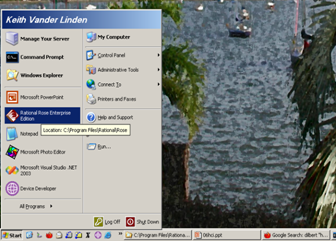 Keith Vander Linden
Manage Your Server
Command Prompt
Windows Explorer
Microsoft PowerPoint
Rational Rose Enterprise
Edition
Location: C:\Program Files\Rational\Rose
Notepad
Microsoft Photo Editor
Microsoft Visual Studio .NET
2003
Device Developer
All Programs
My Computer
Control Panel
Administrative Tools
Connect To
Printers and Faxes
Help and Support
Run...
Log Off
Shut Down
Start
C:\Program Files\Rationa...
06hci.ppt
Google Search: dilbert "h...